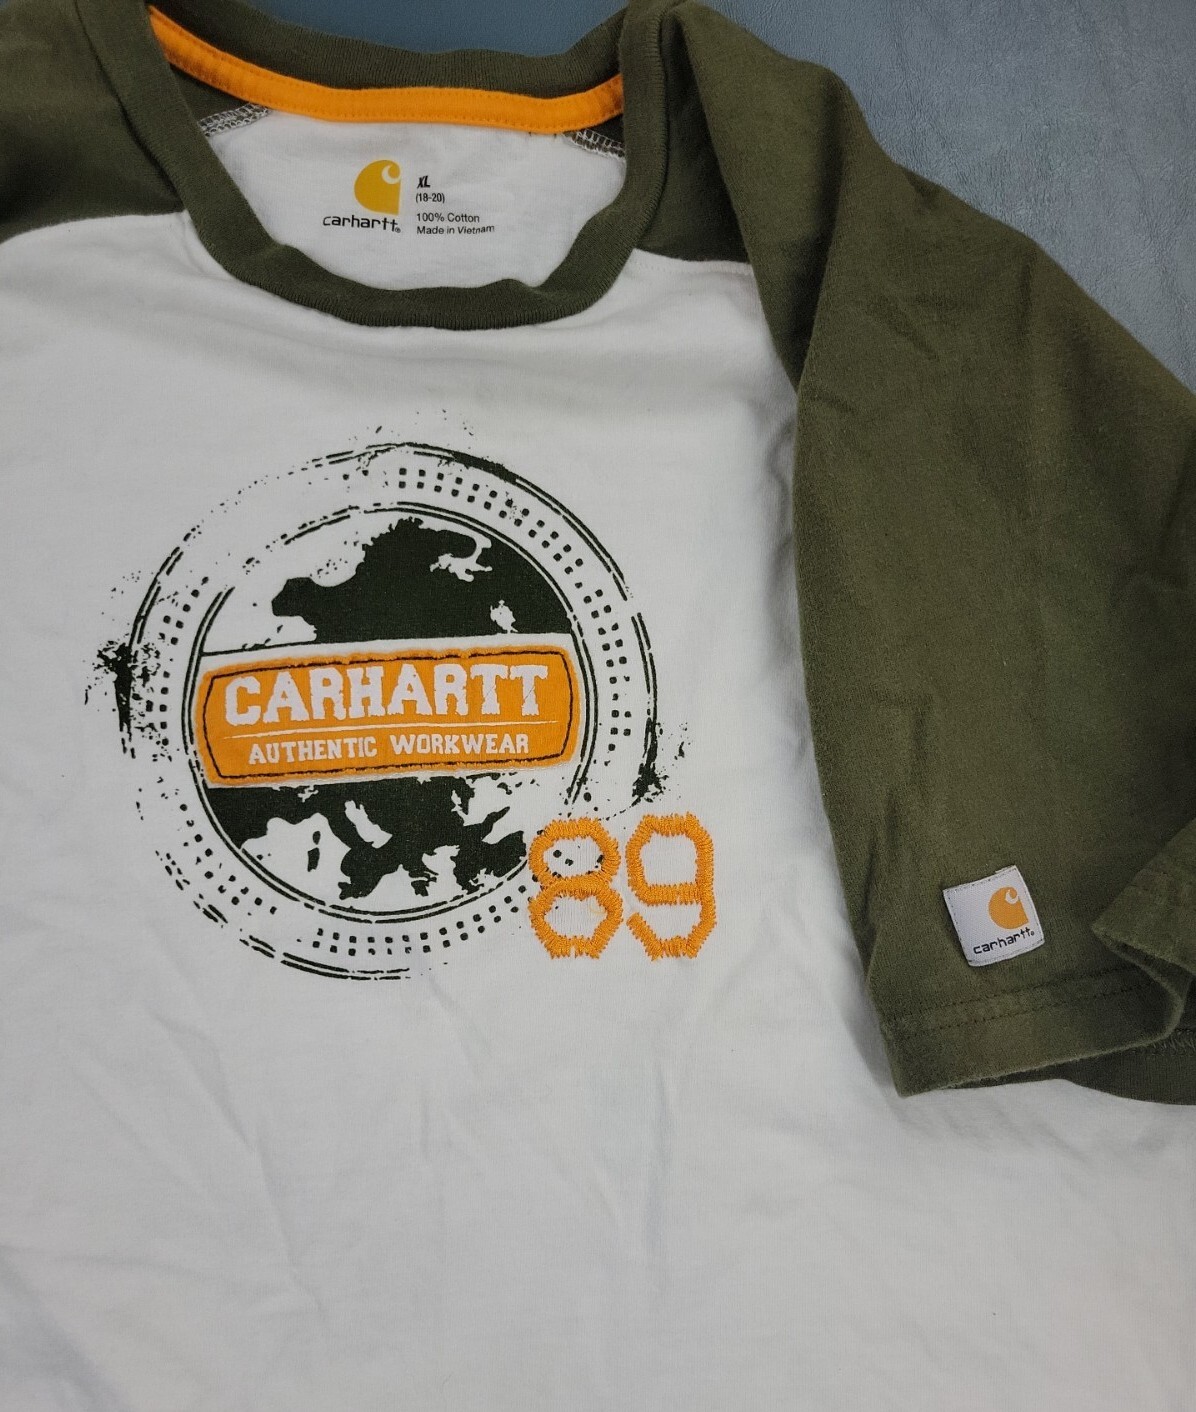 XL
(18-20)
carhartt®
100% Cotton
Made in Vietnam
CARHARTT
AUTHENTIC WORKWEAR
89
carhartt®